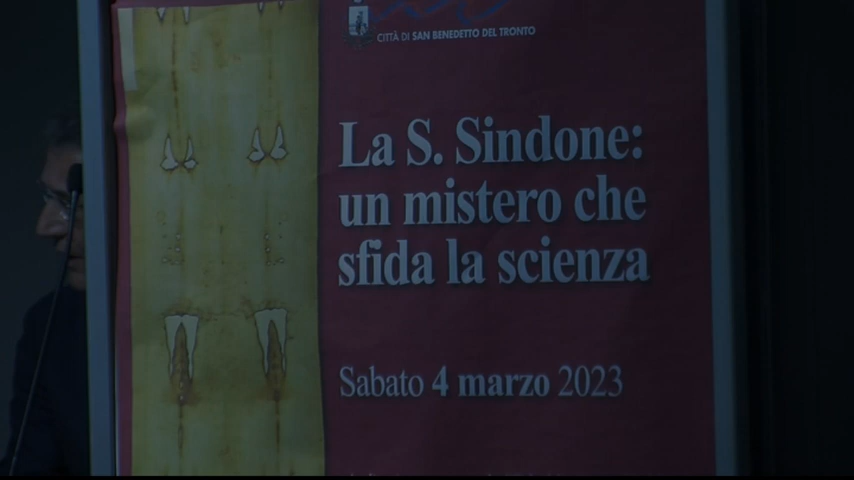 CITTÀ DI SAN BENEDETTO DEL TRONTO
La S. Sindone:
un mistero che
sfida la scienza
Sabato 4 marzo 2023